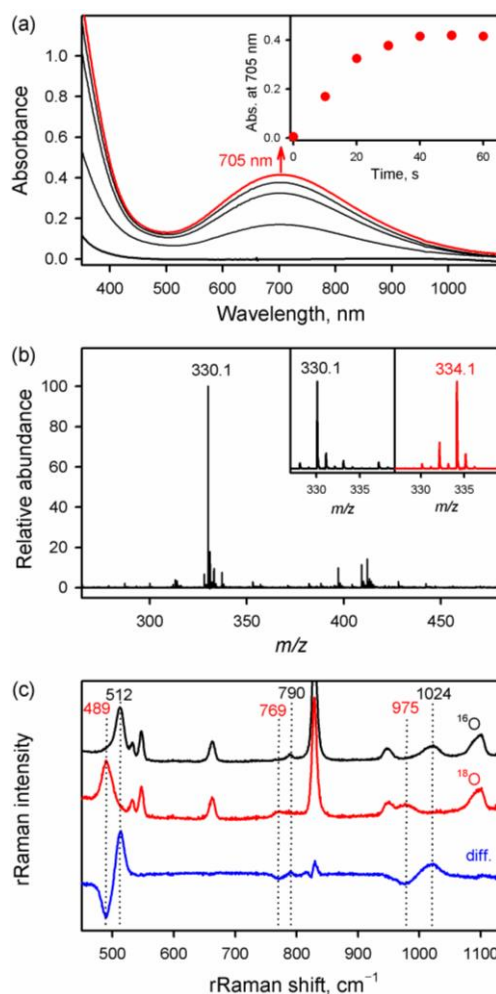 (a)
Absorbance
1.0
0.8
0.6
0.4
0.2
0.0
400 500 600 700 800 900 1000
Wavelength, nm
705 nm
Abs. at 705 nm
0.4
0.2
0.0
0 20 40 60
Time, s
(b)
Relative abundance
100
80
60
40
20
0
300 350 400 450
m/z
330.1
330.1
334.1
330 335
m/z
330 335
m/z
(c)
rRaman intensity
489
512
769
790
975
1024
¹⁶O
¹⁸O
diff.
500 600 700 800 900 1000 1100
rRaman shift, cm⁻¹